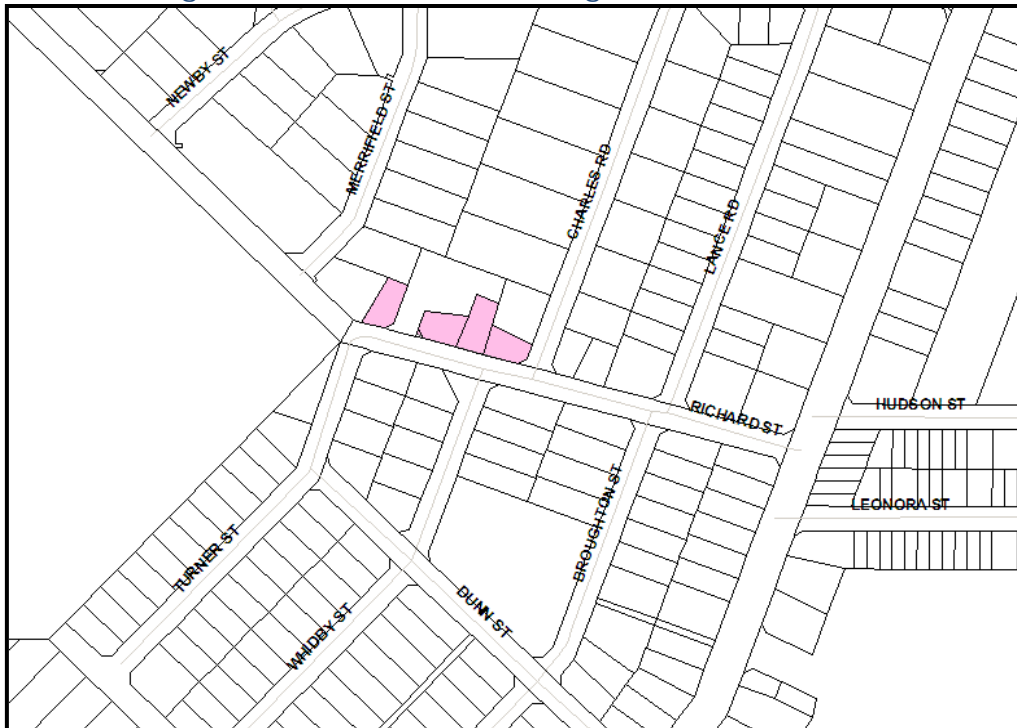 NEWBY ST
MERRIFIELD ST
CHARLES RD
LANCE RD
RICHARD ST
HUDSON ST
LEONORA ST
BROUGHTON ST
TURNER ST
DUNN ST
WHIDBY ST